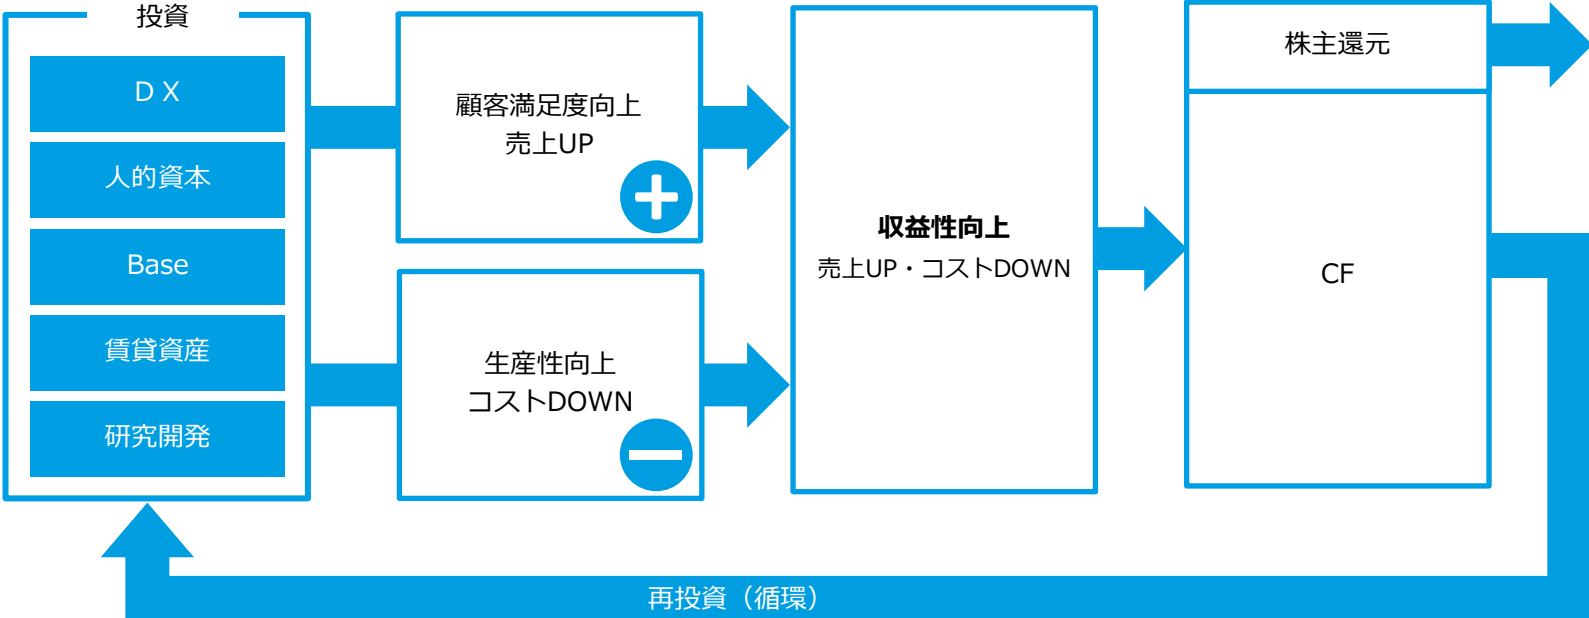 投資
ＤＸ
人的資本
Base
賃貸資産
研究開発
顧客満足度向上
売上UP
生産性向上
コストDOWN
収益性向上
売上UP・コストDOWN
株主還元
CF
再投資（循環）